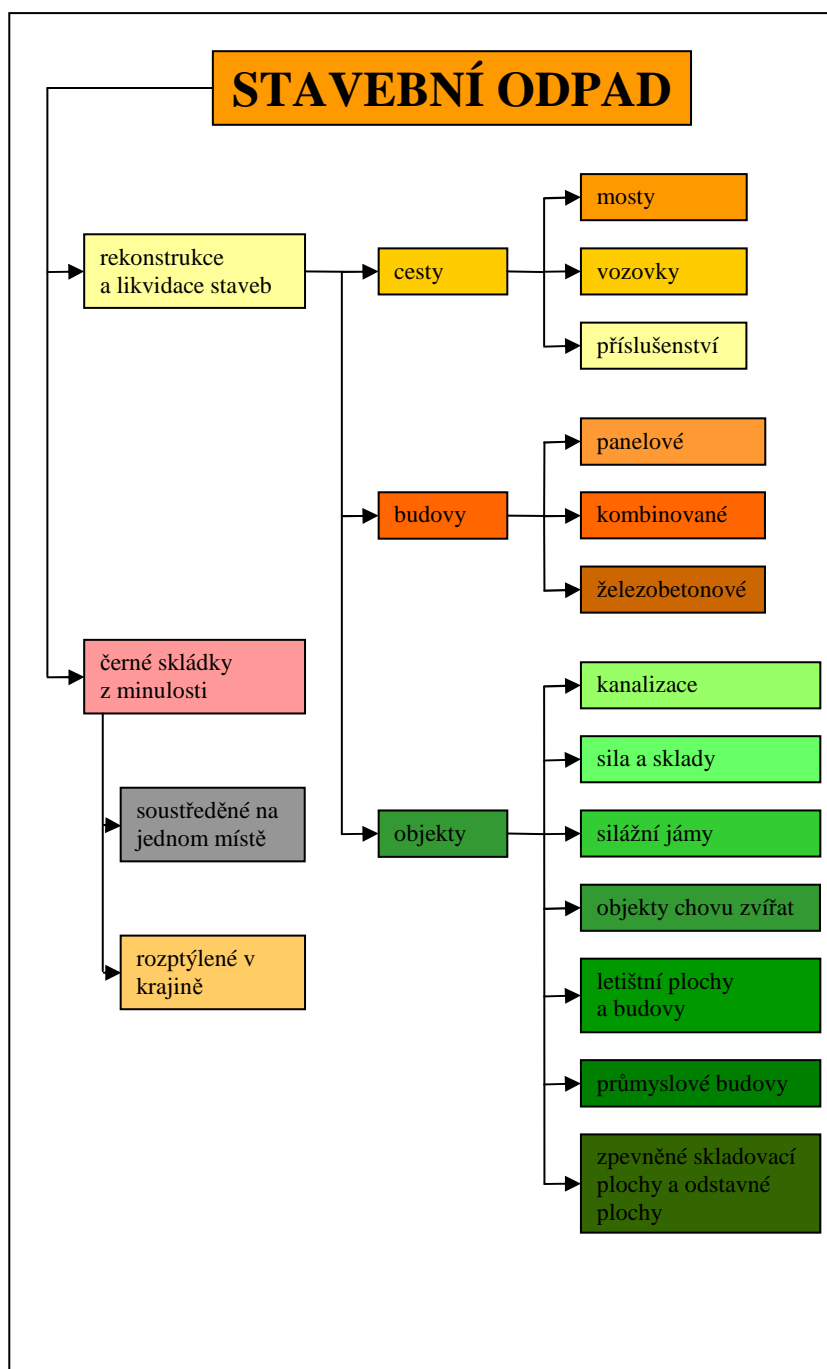 STAVEBNÍ ODPAD
rekonstrukce
a likvidace staveb
cesty
mosty
vozovky
příslušenství
budovy
panelové
kombinované
železobetonové
objekty
kanalizace
sila a sklady
silážní jámy
objekty chovu zvířat
letištní plochy
a budovy
průmyslové budovy
zpevněné skladovací
plochy a odstavné
plochy
černé skládky
z minulosti
soustředěné na
jednom místě
rozptýlené v
krajině